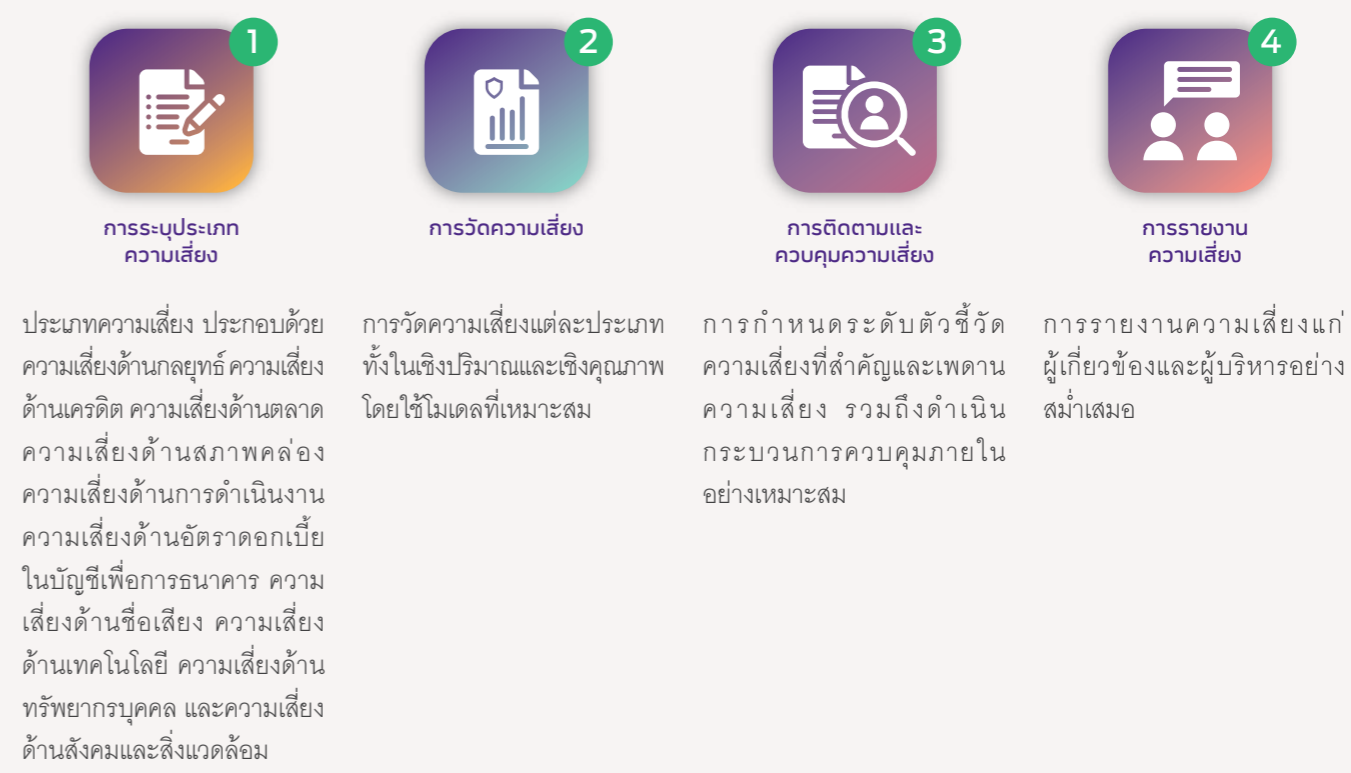 1
การระบุประเภท
ความเสี่ยง
ประเภทความเสี่ยง ประกอบด้วย
ความเสี่ยงด้านกลยุทธ์ ความเสี่ยง
ด้านเครดิต ความเสี่ยงด้านตลาด
ความเสี่ยงด้านสภาพคล่อง
ความเสี่ยงด้านการดำเนินงาน
ความเสี่ยงด้านอัตราดอกเบี้ย
ในบัญชีเพื่อการธนาคาร ความ
เสี่ยงด้านชื่อเสียง ความเสี่ยง
ด้านเทคโนโลยี ความเสี่ยงด้าน
ทรัพยากรบุคคล และความเสี่ยง
ด้านสังคมและสิ่งแวดล้อม
2
การวัดความเสี่ยง
การวัดความเสี่ยงแต่ละประเภท
ทั้งในเชิงปริมาณและเชิงคุณภาพ
โดยใช้โมเดลที่เหมาะสม
3
การติดตามและ
ควบคุมความเสี่ยง
การกำหนดระดับตัวชี้วัด
ความเสี่ยงที่สำคัญและเพดาน
ความเสี่ยง รวมถึงดำเนิน
กระบวนการควบคุมภายใน
อย่างเหมาะสม
4
การรายงาน
ความเสี่ยง
การรายงานความเสี่ยงแก่
ผู้เกี่ยวข้องและผู้บริหารอย่าง
สม่ำเสมอ